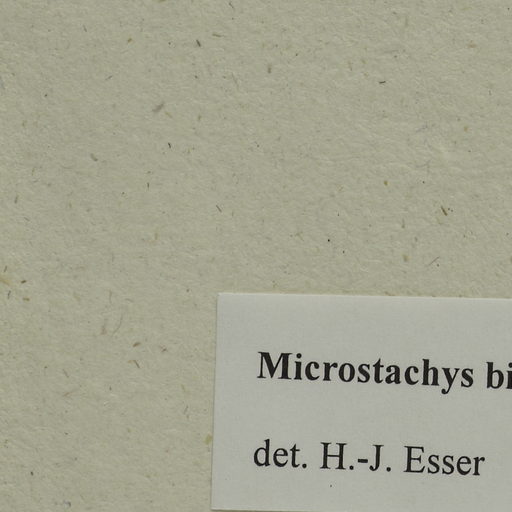 Microstachys bi
det. H.-J. Esser